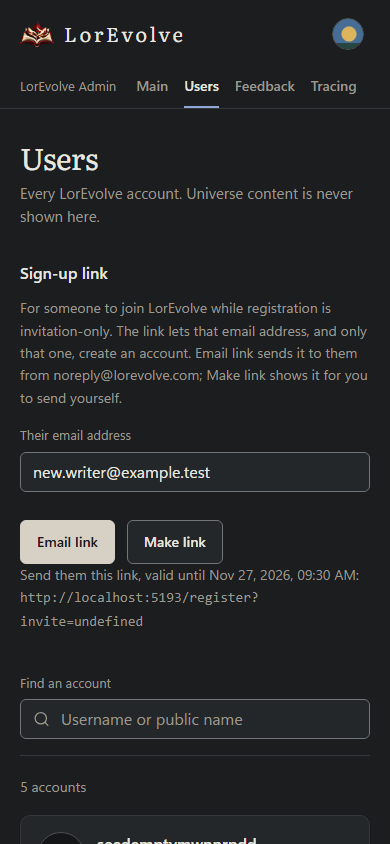 LorEvolve
LorEvolve Admin Main Users Feedback Tracing
Users
Every LorEvolve account. Universe content is never
shown here.
Sign-up link
For someone to join LorEvolve while registration is
invitation-only. The link lets that email address, and only
that one, create an account. Email link sends it to them
from noreply@lorevolve.com; Make link shows it for you
to send yourself.
Their email address
new.writer@example.test
Email link Make link
Send them this link, valid until Nov 27, 2026, 09:30 AM:
http://localhost:5193/register?
invite=undefined
Find an account
Username or public name
5 accounts